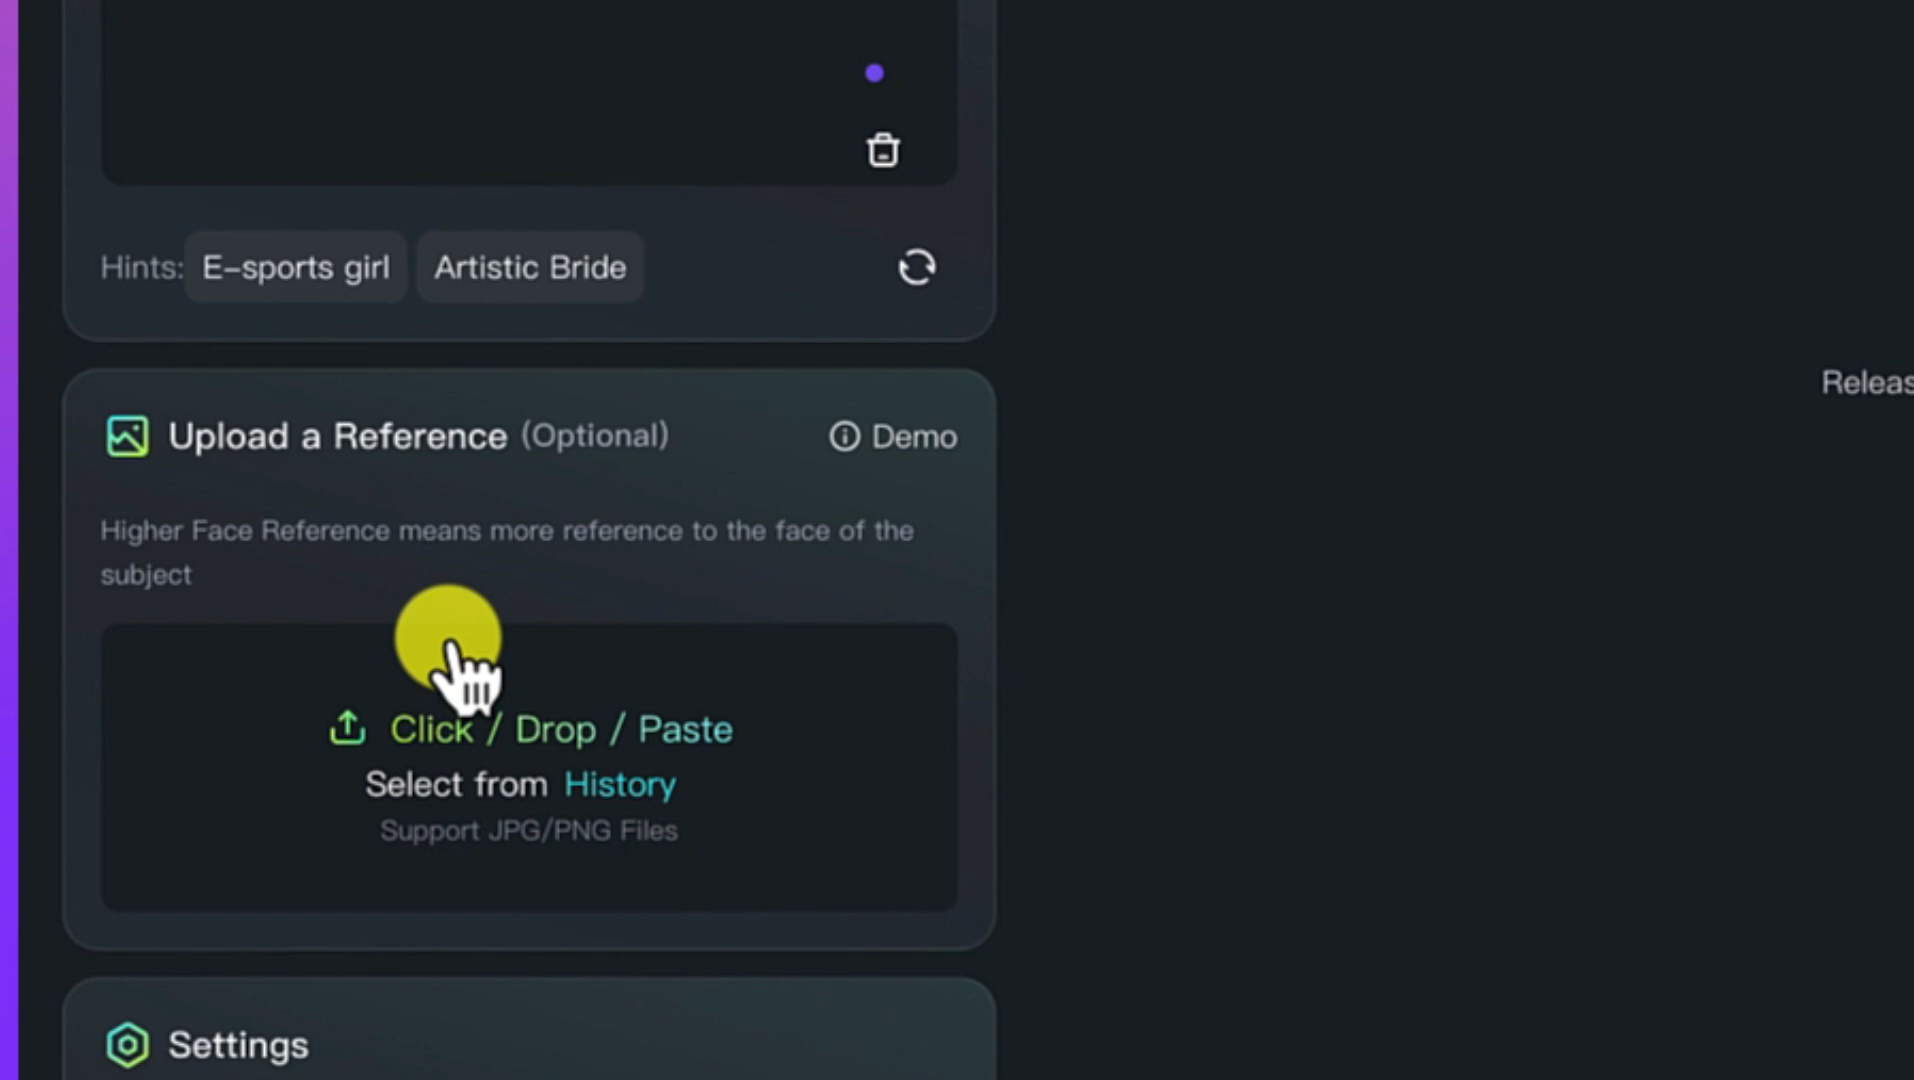 Hints: E-sports girl Artistic Bride
Releas
Upload a Reference (Optional) Demo
Higher Face Reference means more reference to the face of the
subject
Click / Drop / Paste
Select from History
Support JPG/PNG Files
Settings